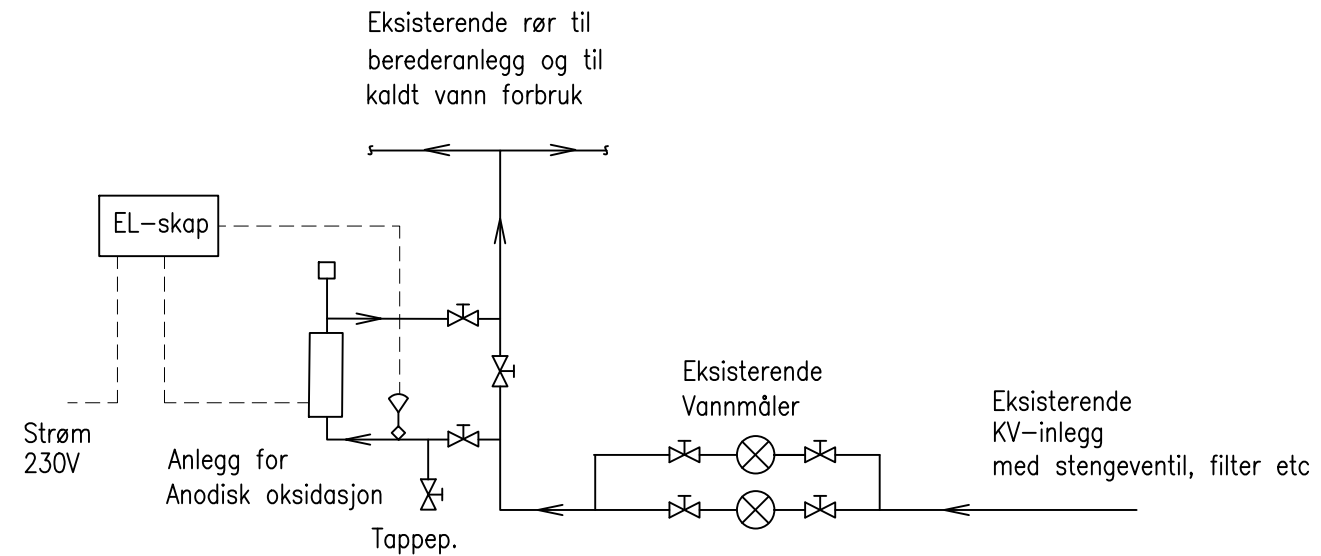 Eksisterende rør til
berederanlegg og til
kaldt vann forbruk
EL-skap
Eksisterende
Vannmåler
Eksisterende
KV-inlegg
med stengeventil, filter etc
Strøm
230V
Anlegg for
Anodisk oksidasjon
Tappep.